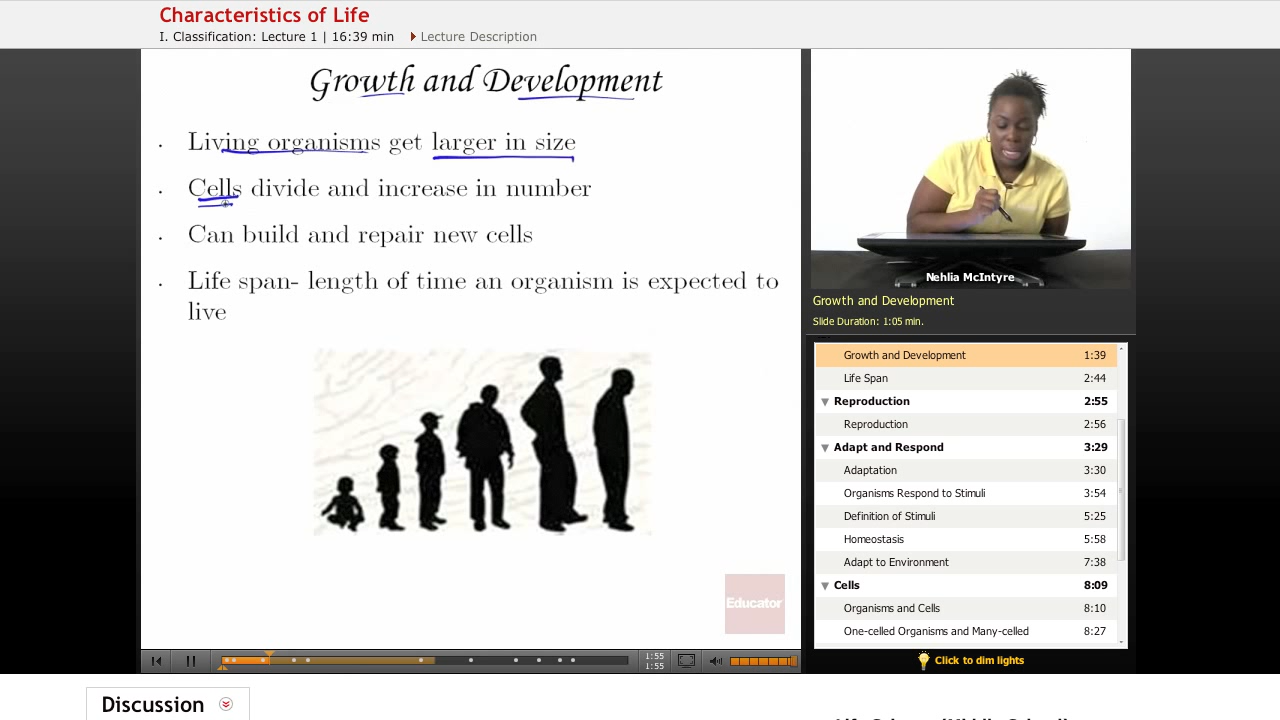 Characteristics of Life
I. Classification: Lecture 1 | 16:39 min
Lecture Description
Growth and Development
Living organisms get larger in size
Cells divide and increase in number
Can build and repair new cells
Life span- length of time an organism is expected to
live
Educator
Nehlia McIntyre
Growth and Development
Slide Duration: 1:05 min.
Growth and Development 1:39
Life Span 2:44
Reproduction 2:55
Reproduction 2:56
Adapt and Respond 3:29
Adaptation 3:30
Organisms Respond to Stimuli 3:54
Definition of Stimuli 5:25
Homeostasis 5:58
Adapt to Environment 7:38
Cells 8:09
Organisms and Cells 8:10
One-celled Organisms and Many-celled 8:27
1:55
1:55
Click to dim lights
Discussion